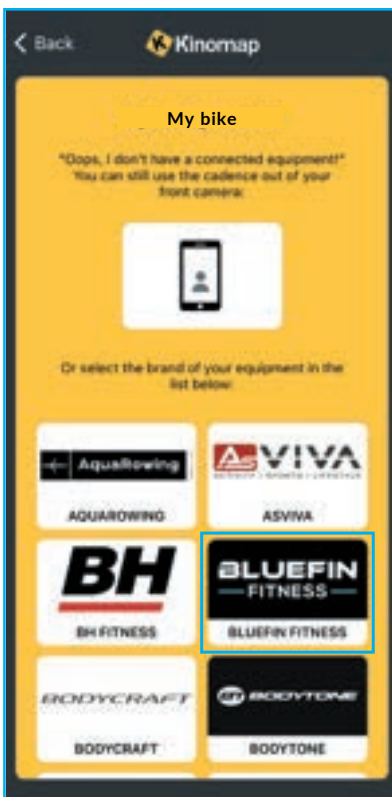 Back
Kinomap
My bike
"Oops, I don't have a connected equipment!"
You can still use the cadence out of your
front camera:
Or select the brand of your equipment in the
list below:
AquaRowing
ASVIVA
AQUAROWING
ASVIVA
BH
BLUEFIN
FITNESS
BH FITNESS
BLUEFIN FITNESS
BODYCRAFT
BODYTONE
BODYCRAFT
BODYTONE